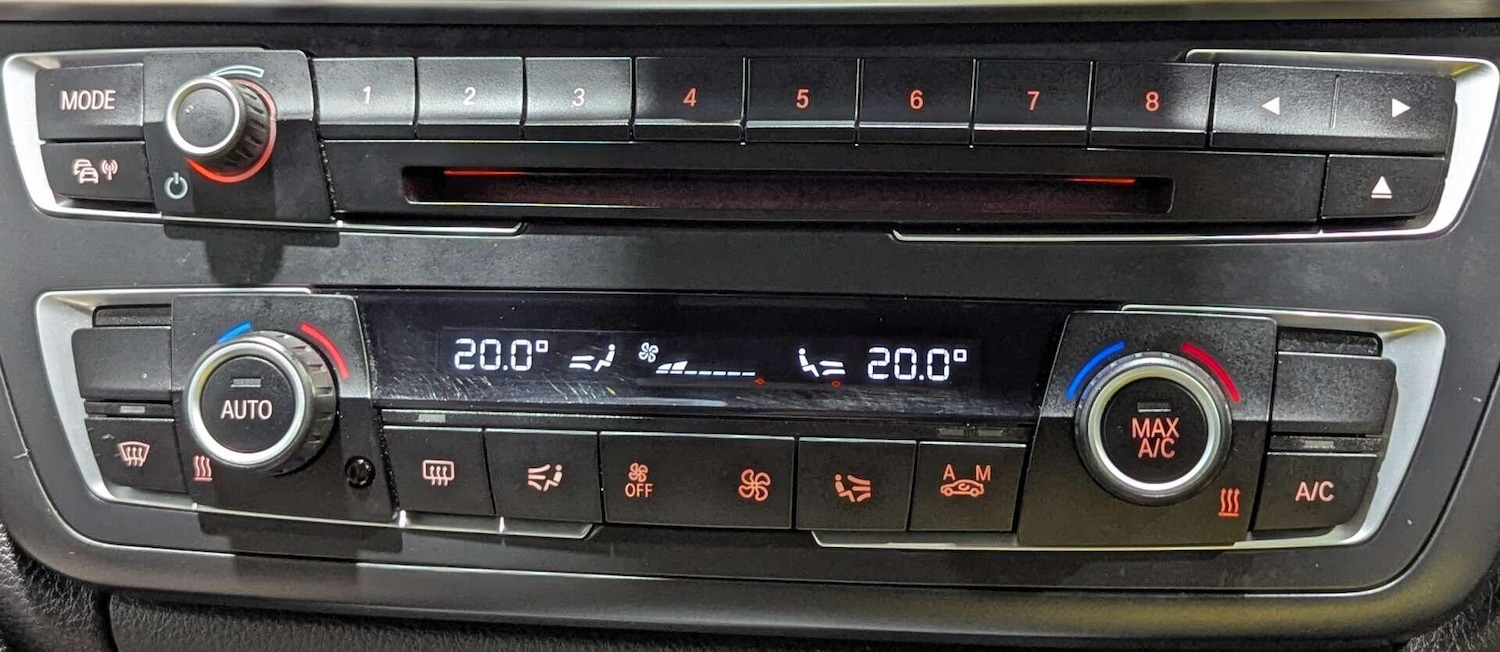 MODE 1 2 3 4 5 6 7 8
20.0° 20.0°
AUTO
MAX
A/C
A M
OFF
A/C